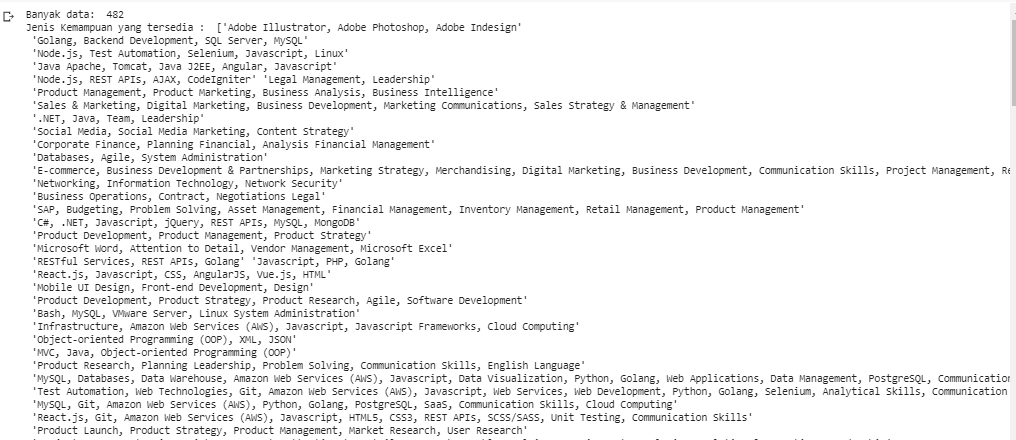 Banyak data:  482
Jenis Kemampuan yang tersedia :  ['Adobe Illustrator, Adobe Photoshop, Adobe Indesign'
'Golang, Backend Development, SQL Server, MySQL'
'Node.js, Test Automation, Selenium, Javascript, Linux'
'Java Apache, Tomcat, Java J2EE, Angular, Javascript'
'Node.js, REST APIs, AJAX, CodeIgniter' 'Legal Management, Leadership'
'Product Management, Product Marketing, Business Analysis, Business Intelligence'
'Sales & Marketing, Digital Marketing, Business Development, Marketing Communications, Sales Strategy & Management'
'.NET, Java, Team, Leadership'
'Social Media, Social Media Marketing, Content Strategy'
'Corporate Finance, Planning Financial, Analysis Financial Management'
'Databases, Agile, System Administration'
'E-commerce, Business Development & Partnerships, Marketing Strategy, Merchandising, Digital Marketing, Business Development, Communication Skills, Project Management,
'Networking, Information Technology, Network Security'
'Business Operations, Contract, Negotiations Legal'
'SAP, Budgeting, Problem Solving, Asset Management, Financial Management, Inventory Management, Retail Management, Product Management'
'C#, .NET, Javascript, jQuery, REST APIs, MySQL, MongoDB'
'Product Development, Product Management, Product Strategy'
'Microsoft Word, Attention to Detail, Vendor Management, Microsoft Excel'
'RESTful Services, REST APIs, Golang' 'Javascript, PHP, Golang'
'React.js, Javascript, CSS, AngularJS, Vue.js, HTML'
'Mobile UI Design, Front-end Development, Design'
'Product Development, Product Strategy, Product Research, Agile, Software Development'
'Bash, MySQL, VMware Server, Linux System Administration'
'Infrastructure, Amazon Web Services (AWS), Javascript, Javascript Frameworks, Cloud Computing'
'Object-oriented Programming (OOP), XML, JSON'
'MVC, Java, Object-oriented Programming (OOP)'
'Product Research, Planning Leadership, Problem Solving, Communication Skills, English Language'
'MySQL, Databases, Data Warehouse, Amazon Web Services (AWS), Javascript, Data Visualization, Python, Golang, Web Applications, Data Management, PostgreSQL, Communication
'Test Automation, Web Technologies, Git, Amazon Web Services (AWS), Javascript, Web Services, Web Development, Python, Golang, Selenium, Analytical Skills, Communication
'MySQL, Git, Amazon Web Services (AWS), Python, Golang, PostgreSQL, SaaS, Communication Skills, Cloud Computing'
'React.js, Git, Amazon Web Services (AWS), Javascript, HTML5, CSS3, REST APIs, SCSS/SASS, Unit Testing, Communication Skills'
'Product Launch, Product Strategy, Product Management, Market Research, User Research'